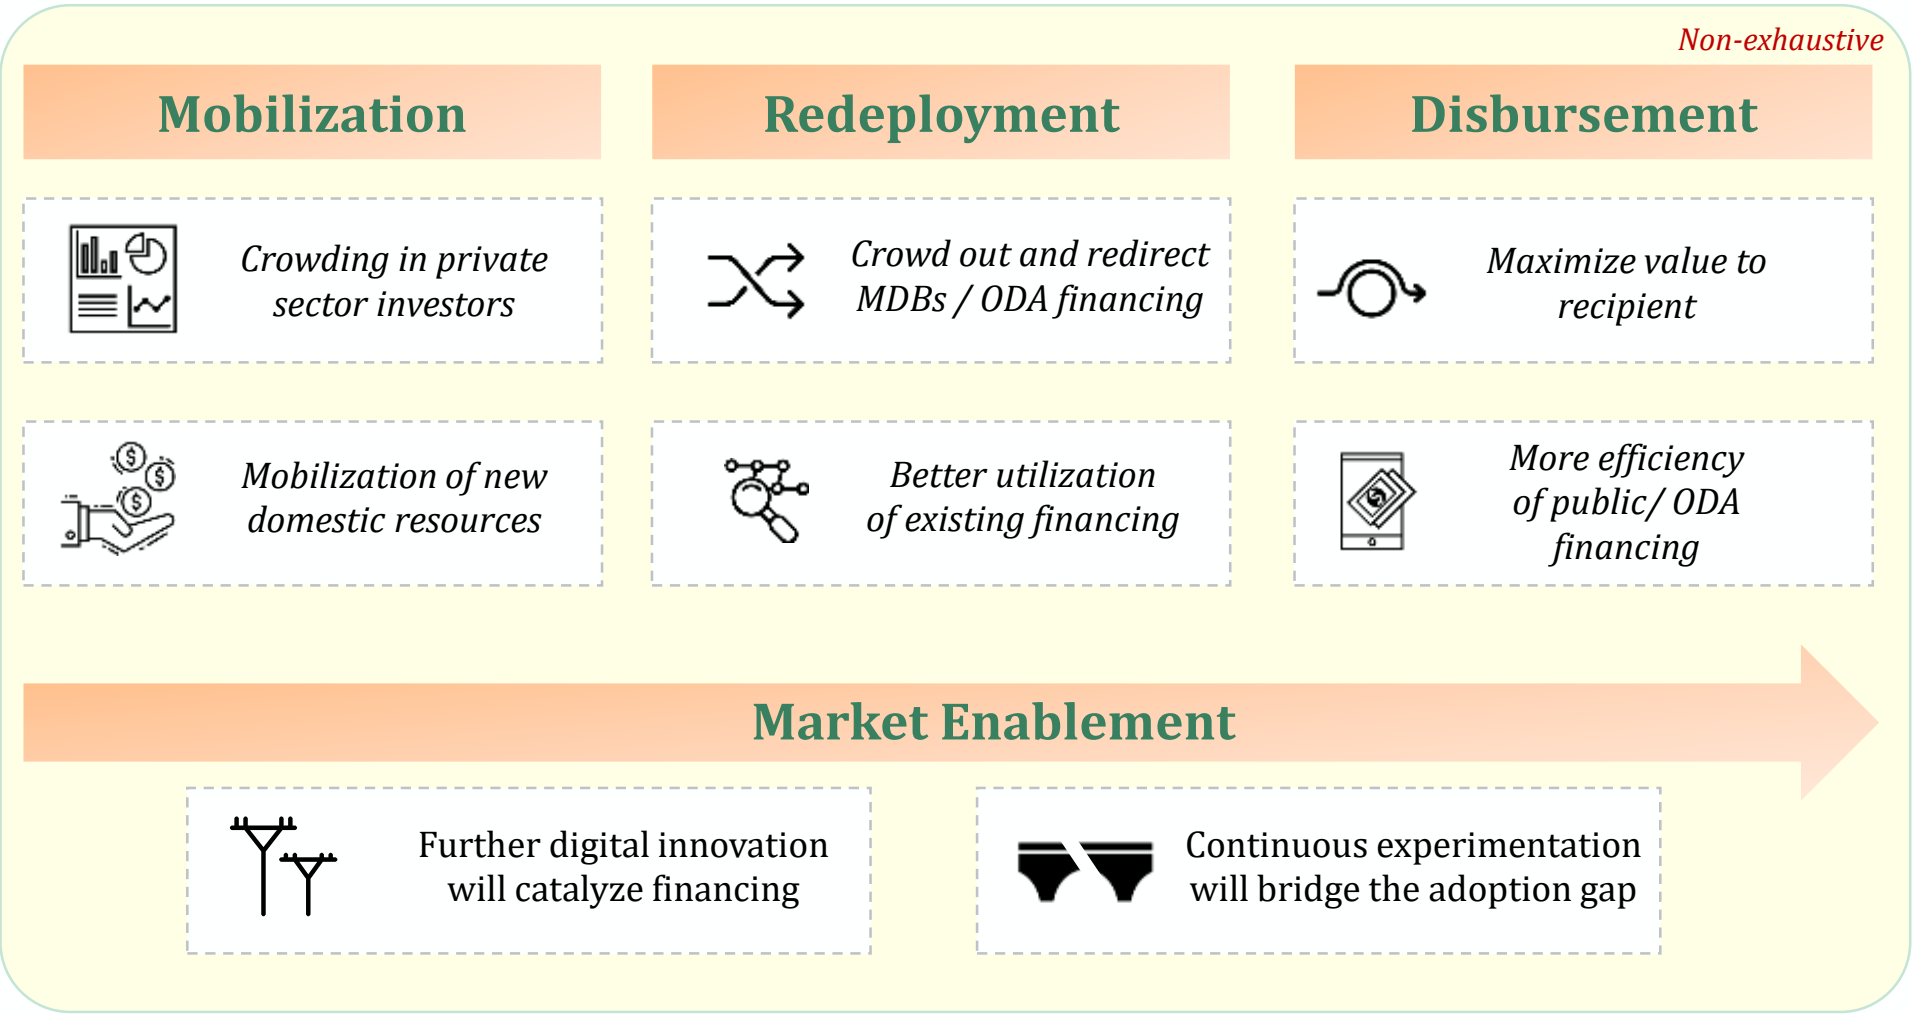 Non-exhaustive
Mobilization
Redeployment
Disbursement
Crowding in private
sector investors
Crowd out and redirect
MDBs / ODA financing
Maximize value to
recipient
Mobilization of new
domestic resources
Better utilization
of existing financing
More efficiency
of public/ ODA
financing
Market Enablement
Further digital innovation
will catalyze financing
Continuous experimentation
will bridge the adoption gap